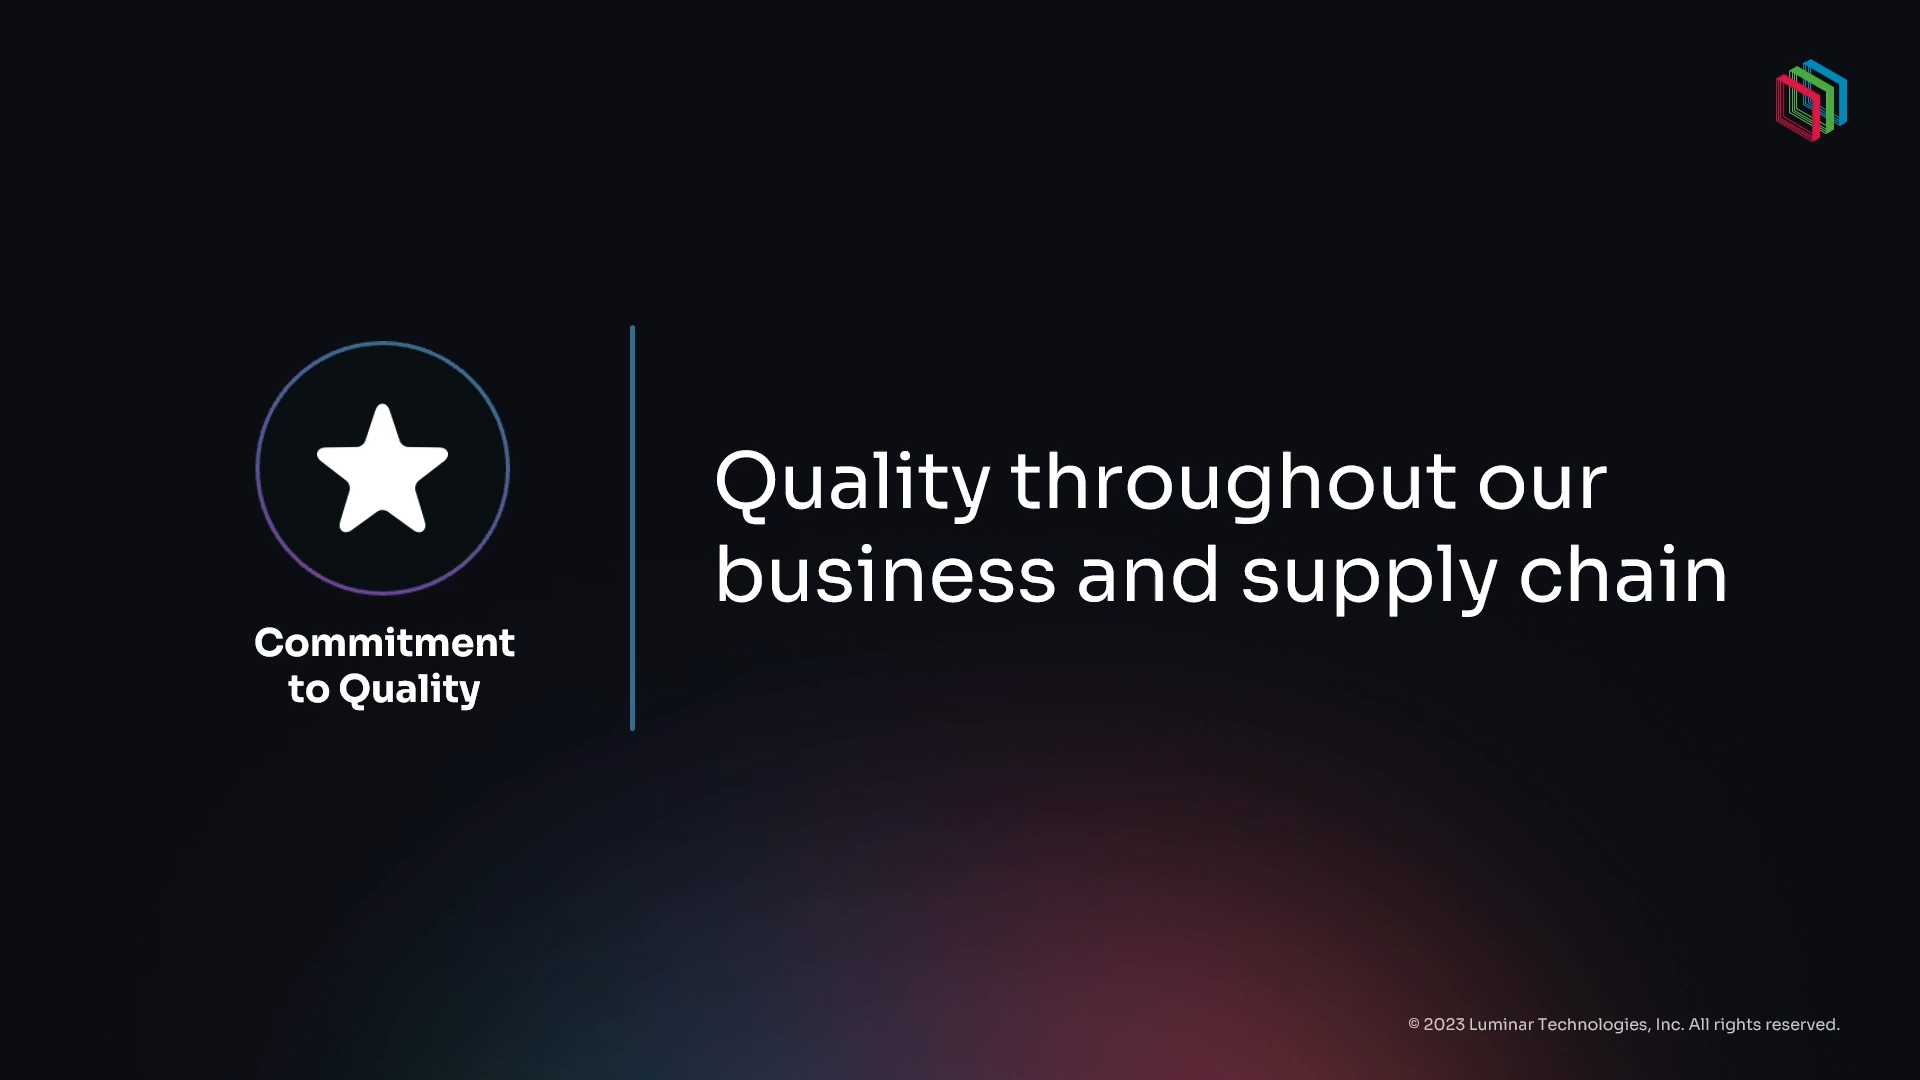 Commitment
to Quality
Quality throughout our
business and supply chain
© 2023 Luminar Technologies, Inc. All rights reserved.